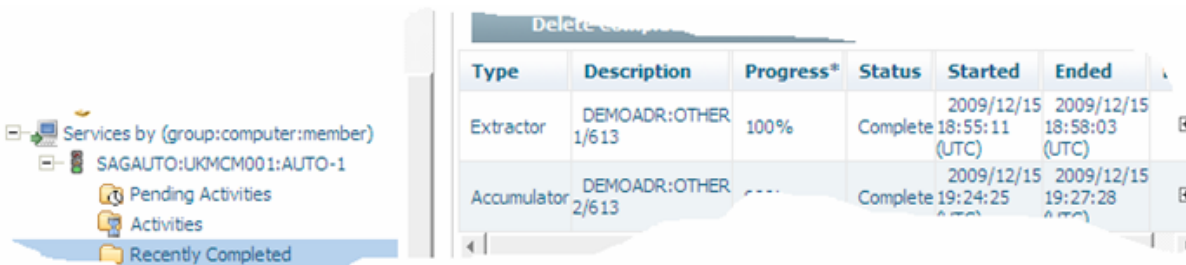 Delete
Type Description Progress* Status Started Ended
Services by (group:computer:member)
SAGAUTO:UKMCM001:AUTO-1
Pending Activities
Activities
Recently Completed
Extractor DEMOADR:OTHER 1/613 100% Complete 2009/12/15 18:55:11 (UTC) 2009/12/15 18:58:03 (UTC)
Accumulator DEMOADR:OTHER 2/613 Complete 2009/12/15 19:24:25 (UTC) 2009/12/15 19:27:28 (UTC)